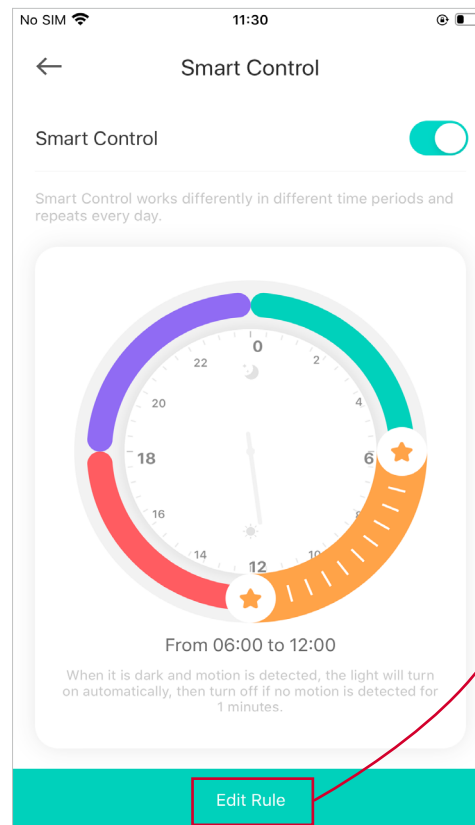 No SIM 11:30
Smart Control
Smart Control
Smart Control works differently in different time periods and
repeats every day.
0
22 2
20 4
18 6
16 8
14 10
12
From 06:00 to 12:00
When it is dark and motion is detected, the light will turn
on automatically, then turn off if no motion is detected for
1 minutes.
Edit Rule